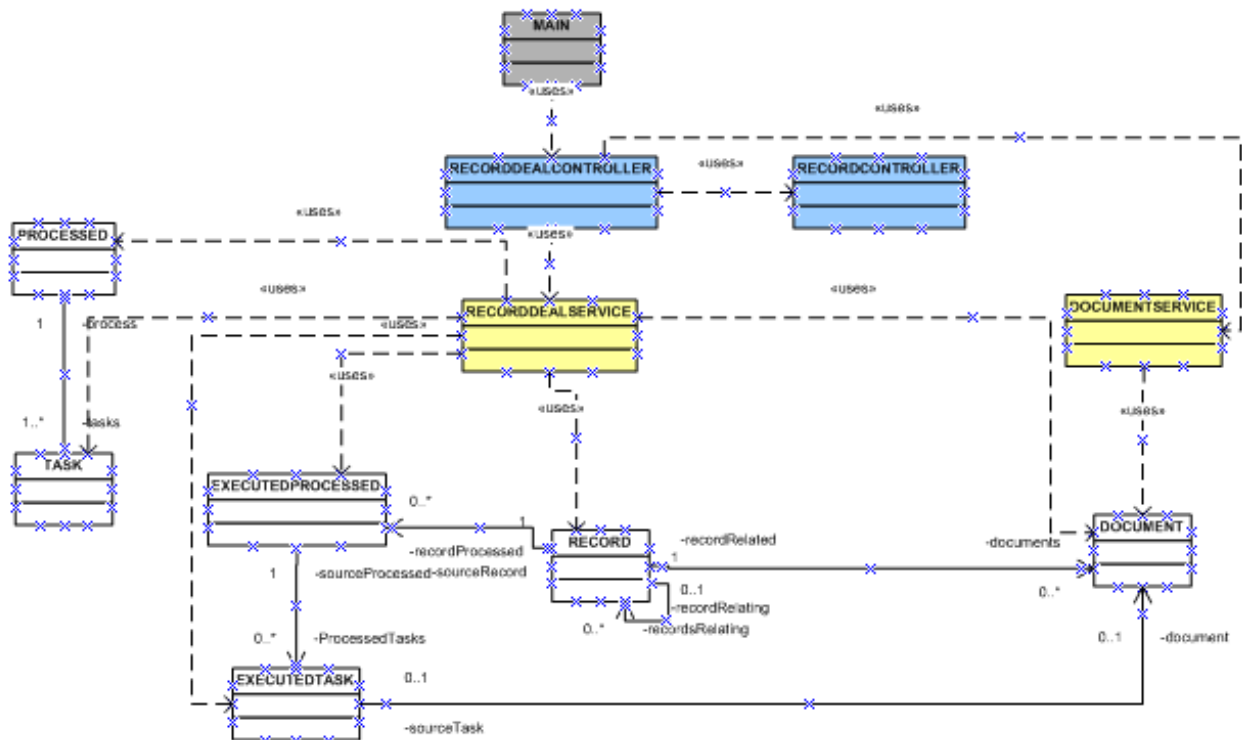 MAIN
«uses»
«uses»
RECORDDEALCONTROLLER
«uses»
RECORDCONTROLLER
«uses»
PROCESSED
«uses»
«uses»
«uses»
RECORDDEALSERVICE
DOCUMENTSERVICE
1
-process
«uses»
«uses»
«uses»
«uses»
1..*
-tasks
TASK
EXECUTEDPROCESSED
0..*
1
RECORD
-recordRelated
DOCUMENT
-recordProcessed
1
-documents
1
-sourceProcessed
-sourceRecord
0..1
0..*
-recordRelating
0..*
-recordsRelating
0..*
-ProcessedTasks
0..1
-document
EXECUTEDTASK
0..1
-sourceTask